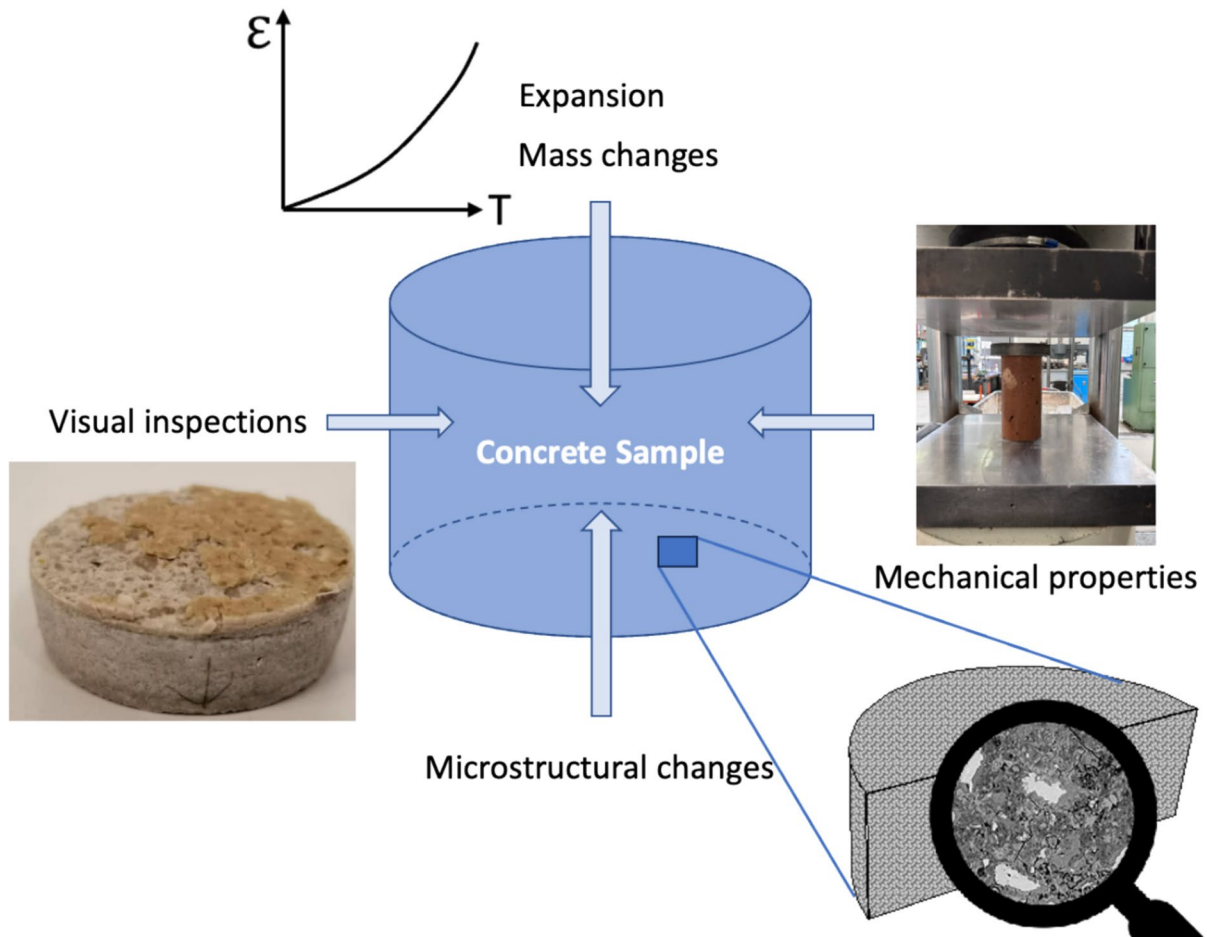 Ɛ
T
Expansion
Mass changes
Visual inspections
Concrete Sample
Mechanical properties
Microstructural changes